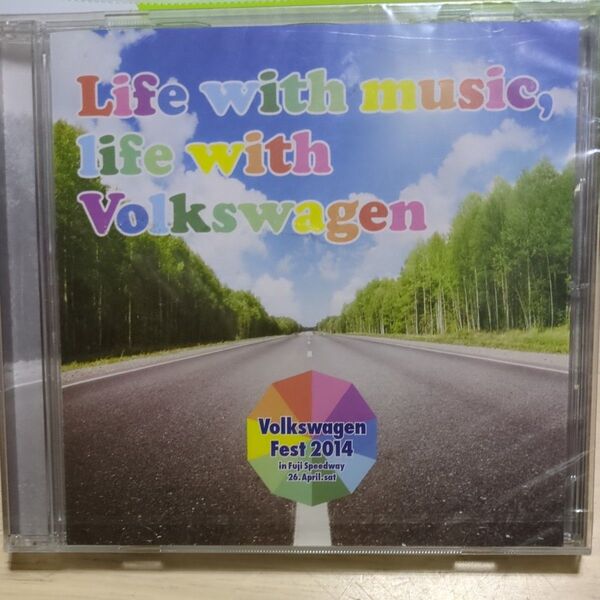 Life with music,
life with
Volkswagen
Volkswagen
Fest 2014
in Fuji Speedway
26.April.sat